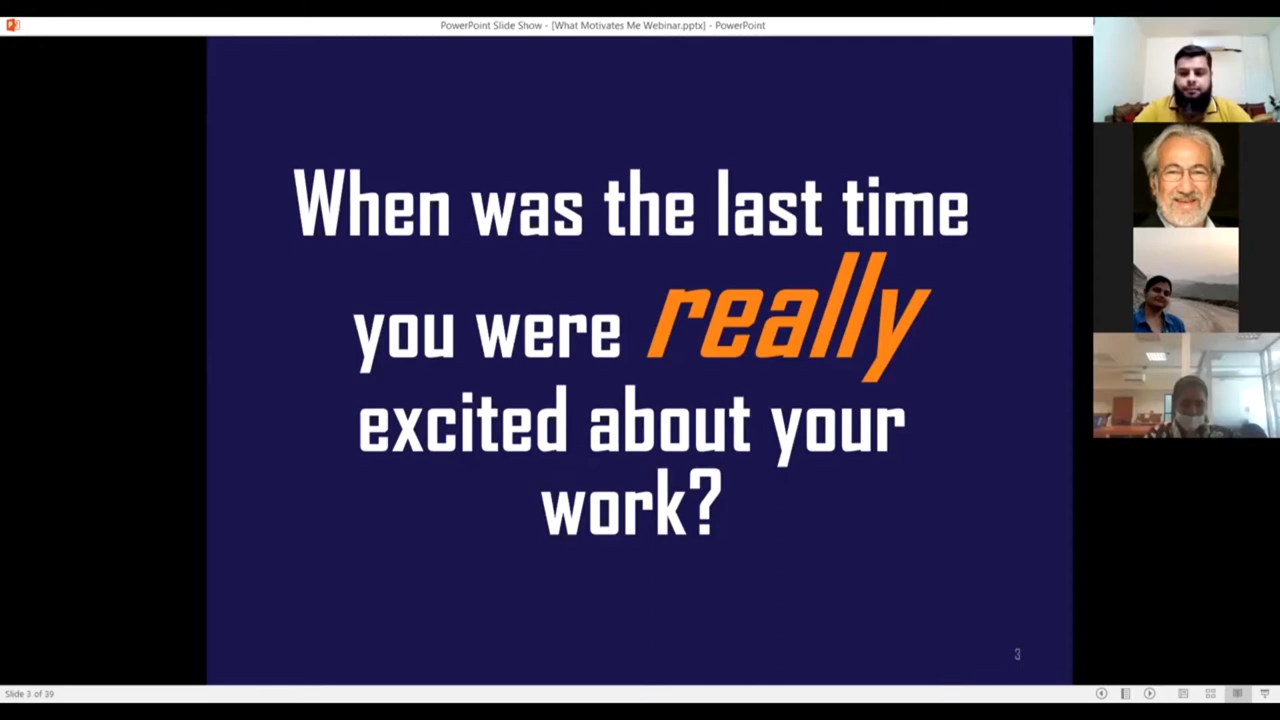 PowerPoint Slide Show - [What Motivates Me Webinar.pptx] - PowerPoint
When was the last time
you were really
excited about your
work?
3
Slide 3 of 39